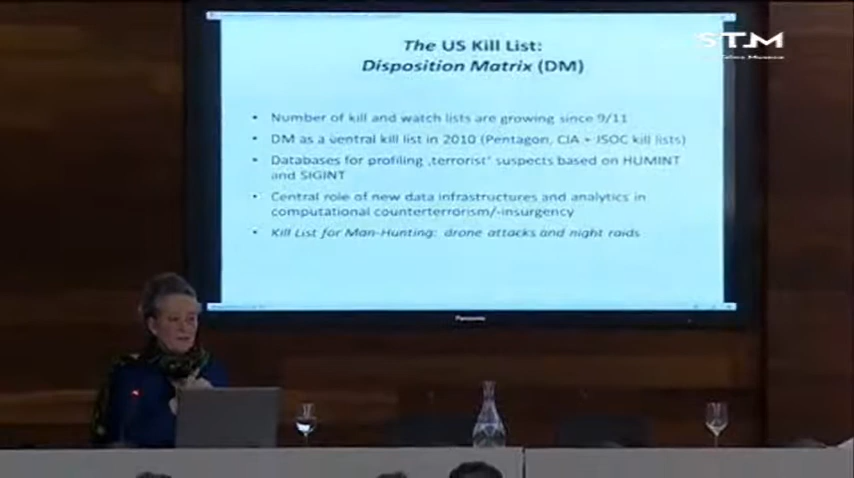 The US Kill List:
Disposition Matrix (DM)
• Number of kill and watch lists are growing since 9/11
• DM as a central kill list in 2010 (Pentagon, CIA + JSOC kill lists)
• Databases for profiling ‚terrorist' suspects based on HUMINT
and SIGINT
• Central role of new data infrastructures and analytics in
computational counterterrorism/-insurgency
• Kill List for Man-Hunting: drone attacks and night raids
STM
Museoa
Panasonic